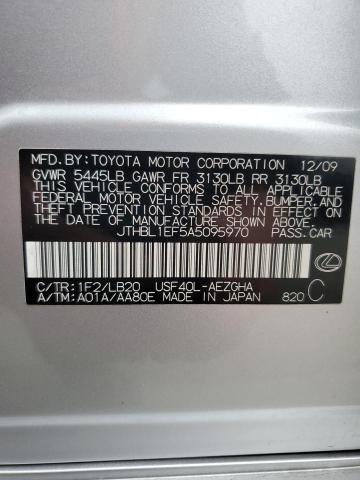 MFD.BY:TOYOTA MOTOR CORPORATION 12/09
GVWR 5445LB GAWR FR 3130LB RR 3130LB
THIS VEHICLE CONFORMS TO ALL APPLICABLE
FEDERAL MOTOR VEHICLE SAFETY,BUMPER,AND
THEFT PREVENTION STANDARDS IN EFFECT ON
THE DATE OF MANUFACTURE SHOWN ABOVE.
JTHBL1EF5A5095970 PASS.CAR
C/TR:1F2/LB20 USF40L-AEZGHA
A/TM:A01A/AA80E MADE IN JAPAN 820 C